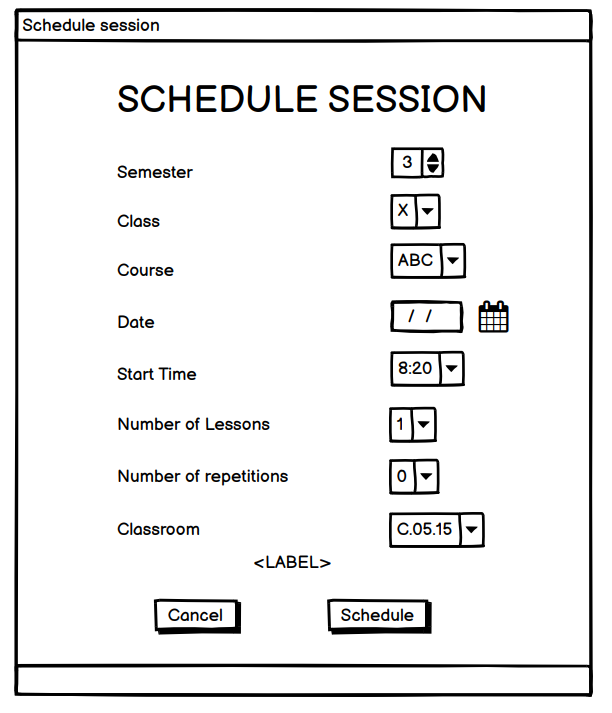 Schedule session
SCHEDULE SESSION
Semester 3
Class X
Course ABC
Date / /
Start Time 8:20
Number of Lessons 1
Number of repetitions 0
Classroom C.05.15
<LABEL>
Cancel Schedule